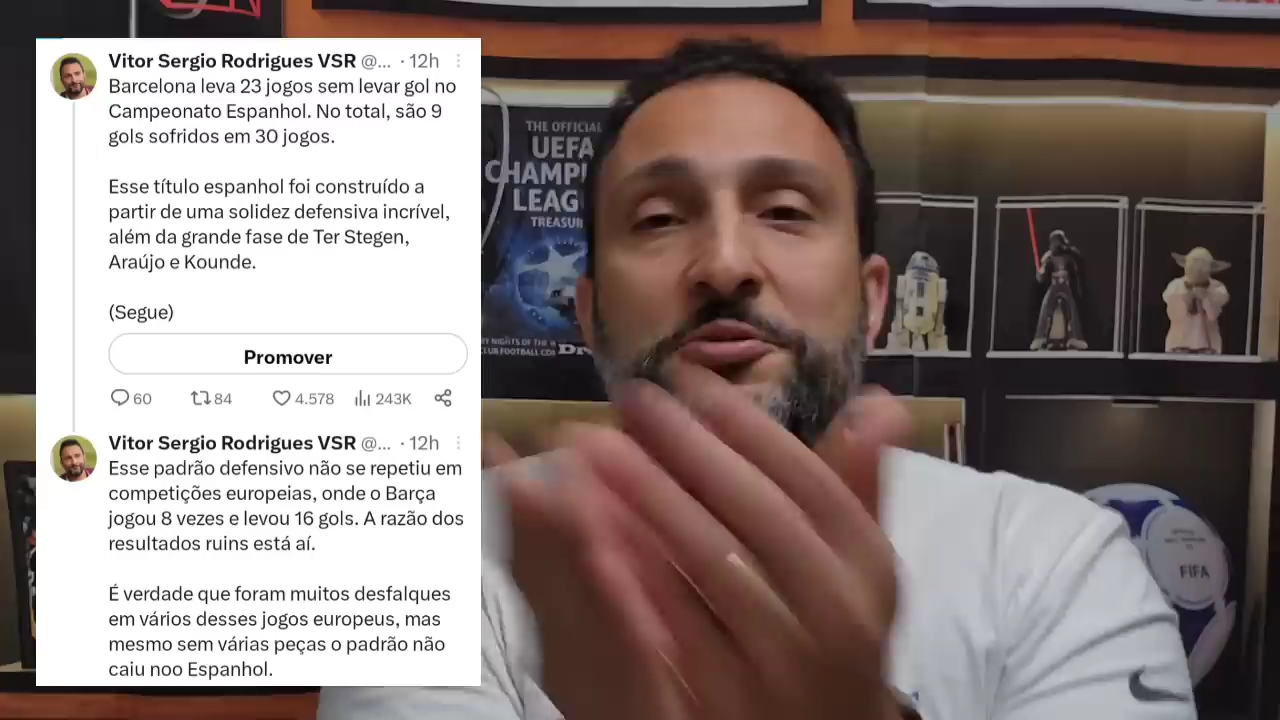 Vitor Sergio Rodrigues VSR @... · 12h
Barcelona leva 23 jogos sem levar gol no
Campeonato Espanhol. No total, são 9
gols sofridos em 30 jogos.
Esse título espanhol foi construído a
partir de uma solidez defensiva incrível,
além da grande fase de Ter Stegen,
Araújo e Kounde.
(Segue)
Promover
60 84 4.578 243K
Vitor Sergio Rodrigues VSR @... · 12h
Esse padrão defensivo não se repetiu em
competições europeias, onde o Barça
jogou 8 vezes e levou 16 gols. A razão dos
resultados ruins está aí.
É verdade que foram muitos desfalques
em vários desses jogos europeus, mas
mesmo sem várias peças o padrão não
caiu noo Espanhol.
THE OFFICIAL
UEFA
CHAMPI
LEAG
TREASUR
FIFA